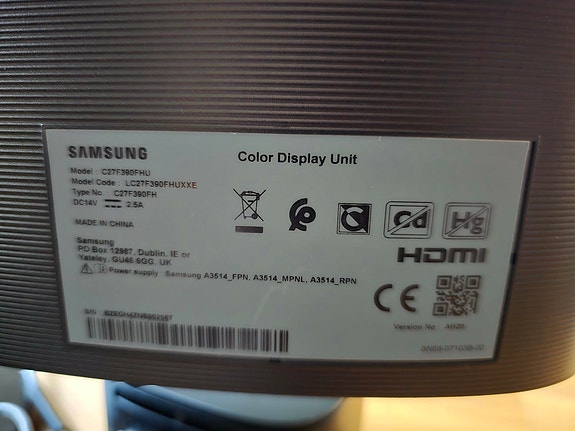 SAMSUNG
Color Display Unit
Model : C27F390FHU
Model Code : LC27F390FHUXXE
Type No. : C27F390FH
DC14V 2.5A
MADE IN CHINA
Samsung
PO Box 12987, Dublin. IE or
Yateley, GU46 6GG. UK
Power supply : Samsung A3514_FPN, A3514_MPNL, A3514_RPN
Cd
Hg
HDMI
CE
Version No.
S/N